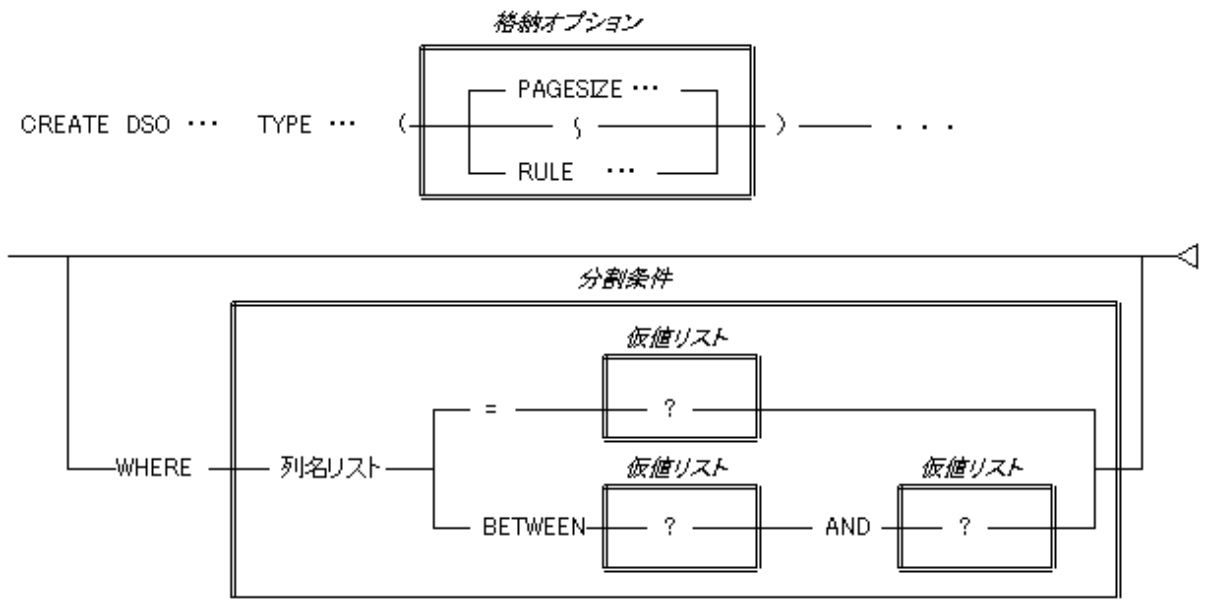 格納オプション
PAGESIZE ･･･
CREATE DSO ･･･ TYPE ･･･ ( ∫ ) . . .
RULE ･･･
分割条件
仮値リスト
= ?
WHERE 列名リスト
仮値リスト 仮値リスト
BETWEEN ? AND ?